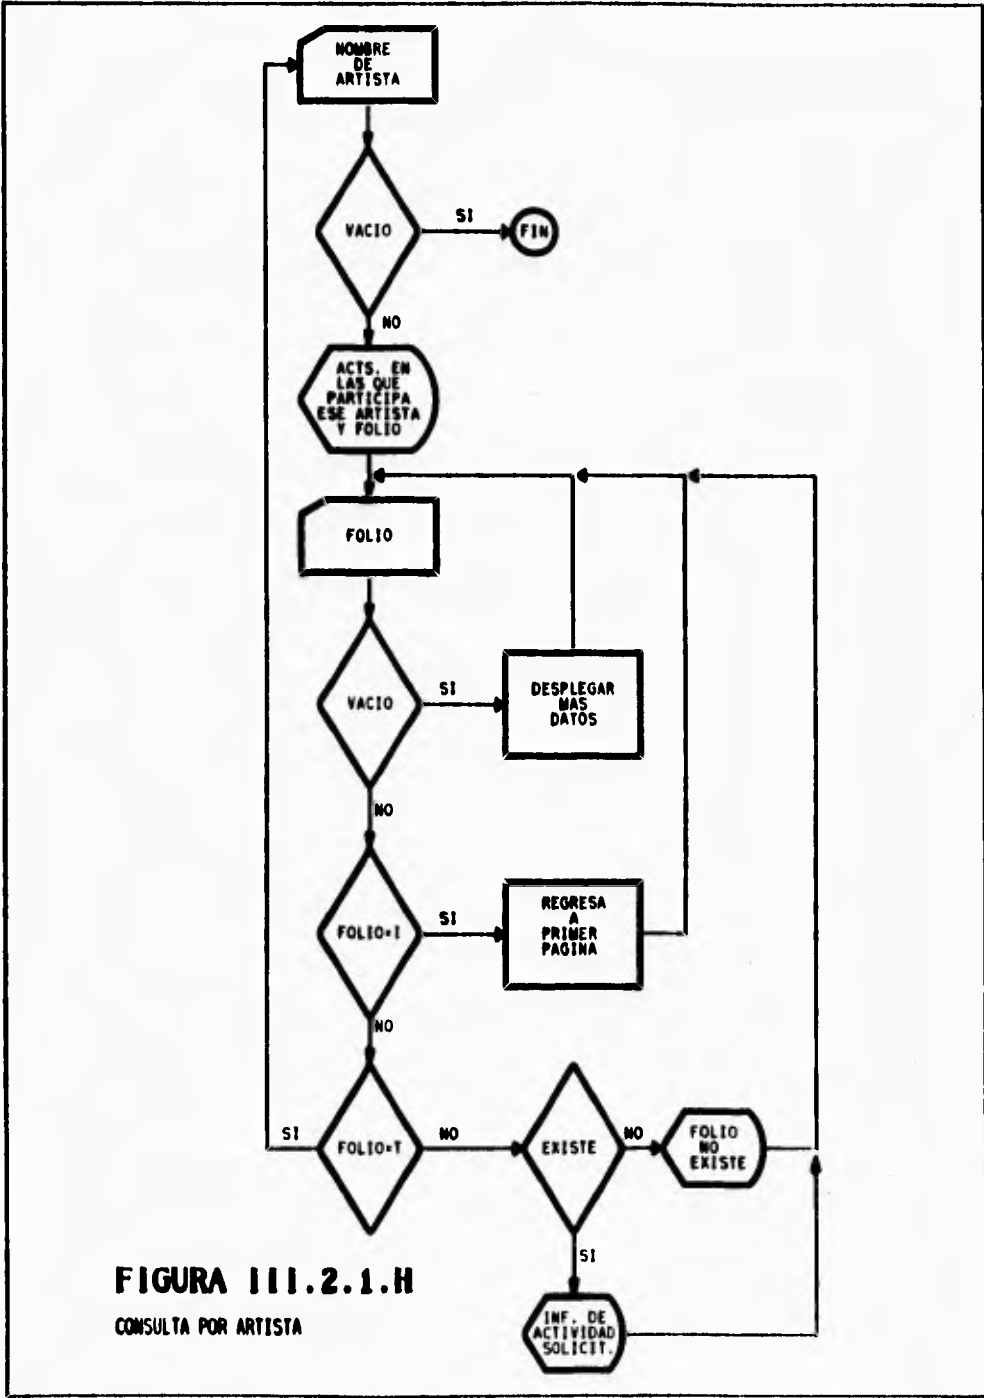 NOMBRE
DE
ARTISTA
VACIO
SI
FIN
NO
ACTS. EN
LAS QUE
PARTICIPA
ESE ARTISTA
Y FOLIO
FOLIO
VACIO
SI
DESPLEGAR
MAS
DATOS
NO
FOLIO=I
SI
REGRESA
A
PRIMER
PAGINA
NO
SI
FOLIO=T
NO
EXISTE
NO
FOLIO
NO
EXISTE
SI
INF. DE
ACTIVIDAD
SOLICIT.
FIGURA III.2.1.H
CONSULTA POR ARTISTA